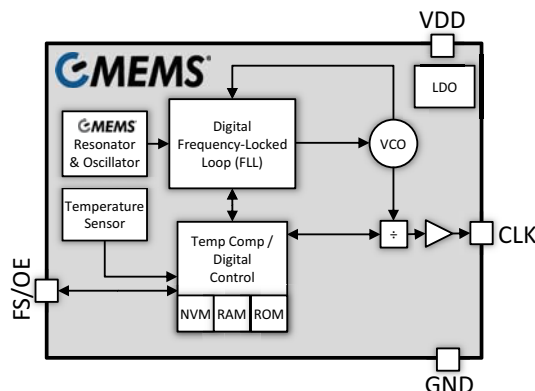 VDD
CMEMS®
LDO
CMEMS
Resonator
& Oscillator
Digital
Frequency-Locked
Loop (FLL)
VCO
Temperature
Sensor
Temp Comp /
Digital
Control
÷
CLK
FS/OE
NVM
RAM
ROM
GND